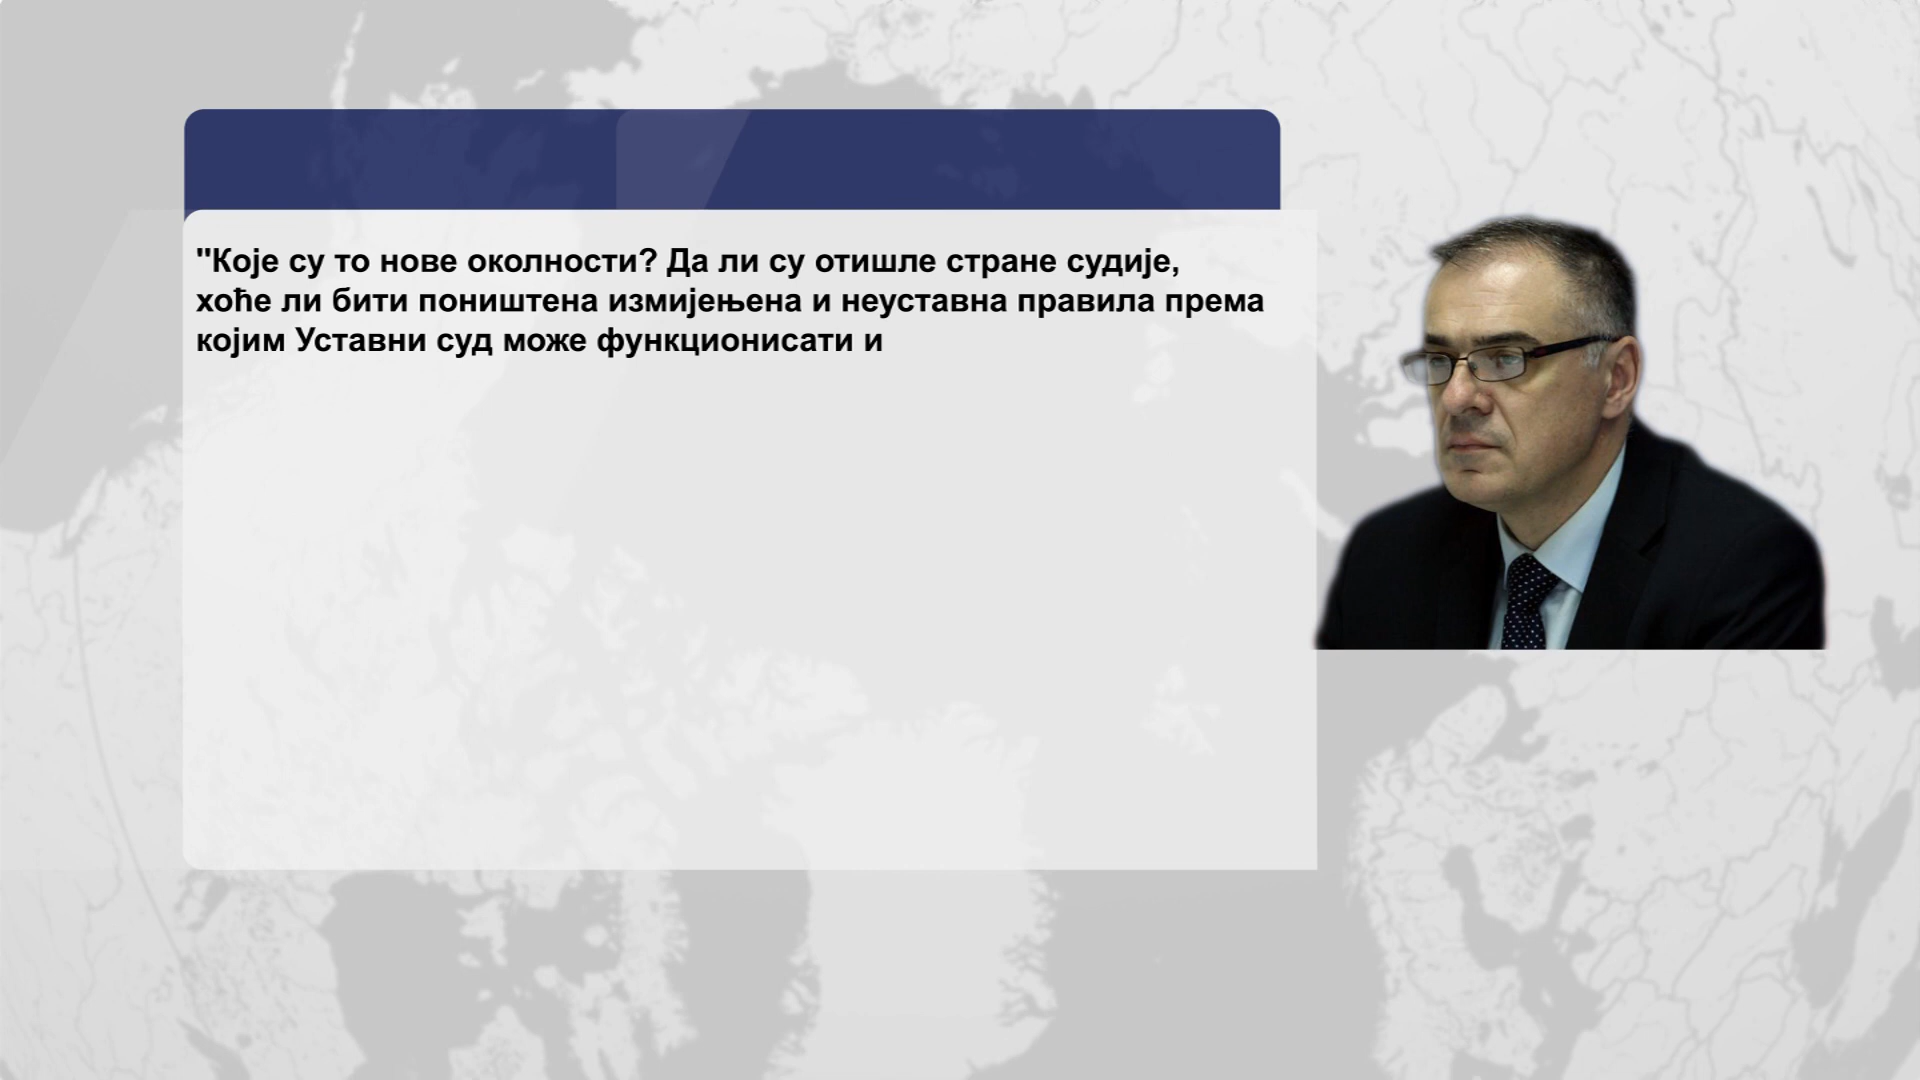 "Које су то нове околности? Да ли су отишле стране судије,
хоће ли бити поништена измијењена и неуставна правила према
којим Уставни суд може функционисати и